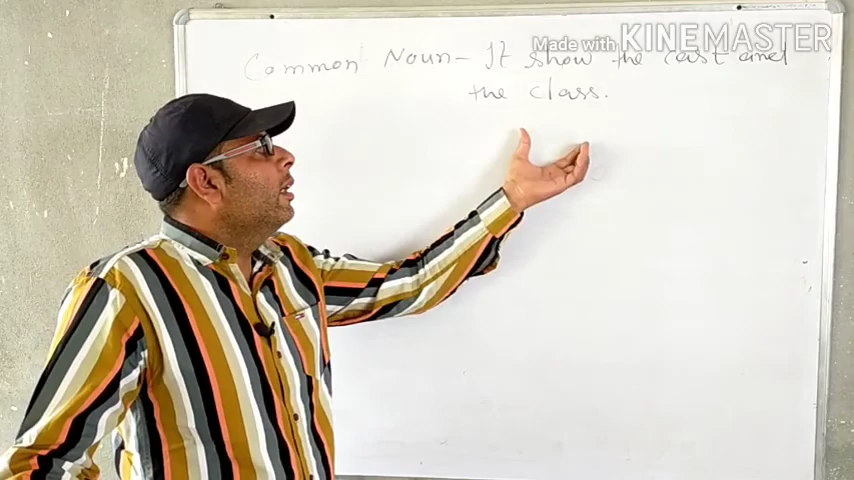 Made with KINEMASTER
Common Noun - It show the cast and
the class.